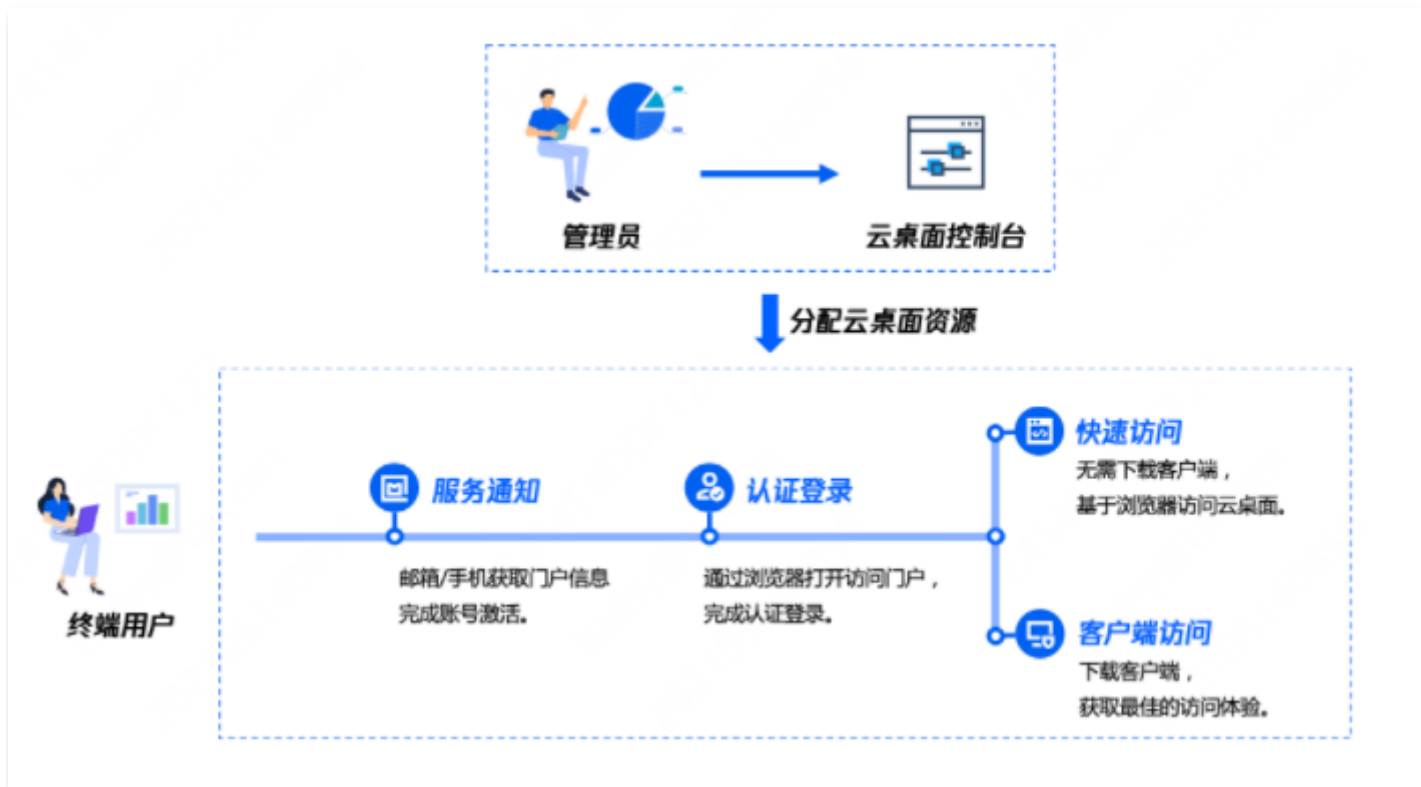 管理员
云桌面控制台
分配云桌面资源
终端用户
服务通知
邮箱/手机获取门户信息
完成账号激活。
认证登录
通过浏览器打开访问门户，
完成认证登录。
快速访问
无需下载客户端，
基于浏览器访问云桌面。
客户端访问
下载客户端，
获取最佳的访问体验。